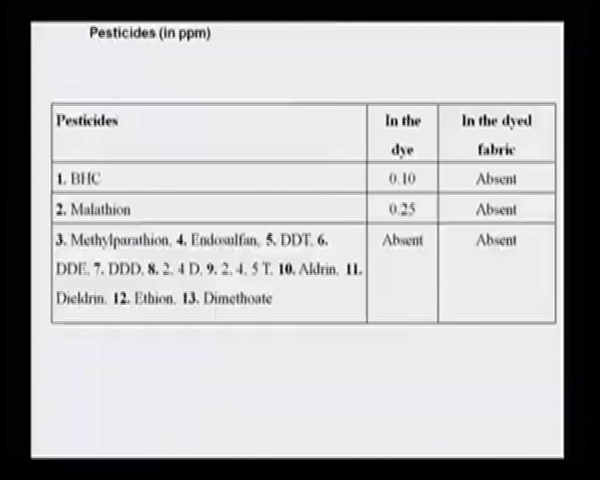 Pesticides (in ppm)
Pesticides
In the
dye
In the dyed
fabric
1. BHC
0.10
Absent
2. Malathion
0.25
Absent
3. Methylparathion, 4. Endosulfan, 5. DDT, 6.
DDE, 7. DDD, 8. 2, 4 D, 9. 2, 4, 5 T, 10. Aldrin, 11.
Dieldrin, 12. Ethion, 13. Dimethoate
Absent
Absent